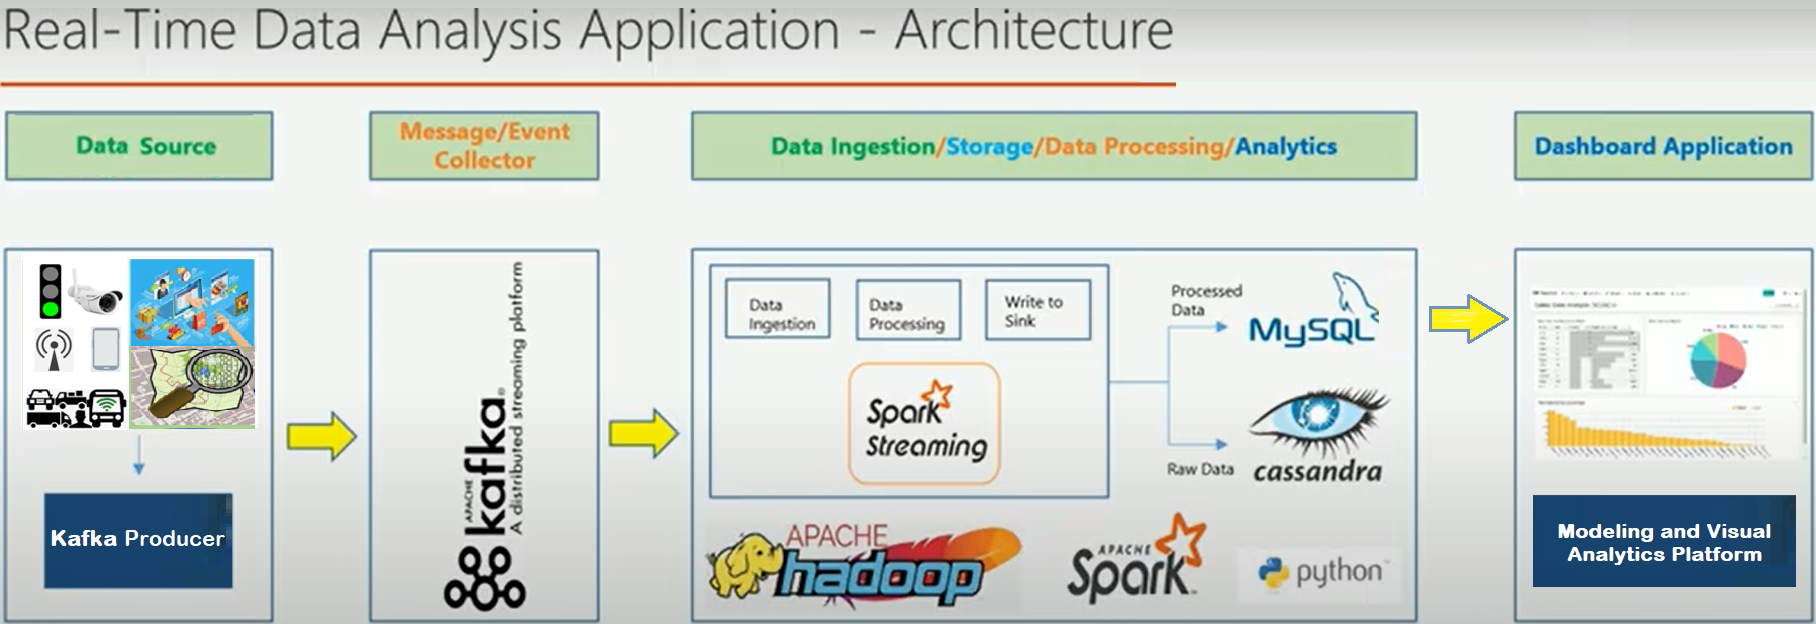 Real-Time Data Analysis Application - Architecture
Data Source
Message/Event
Collector
Data Ingestion/Storage/Data Processing/Analytics
Dashboard Application
Kafka Producer
APACHE
kafka®
A distributed streaming platform
Data
Ingestion
Data
Processing
Write to
Sink
Spark
Streaming
Processed
Data
MySQL
Raw Data
cassandra
APACHE
hadoop
APACHE
Spark™
python™
Modeling and Visual
Analytics Platform